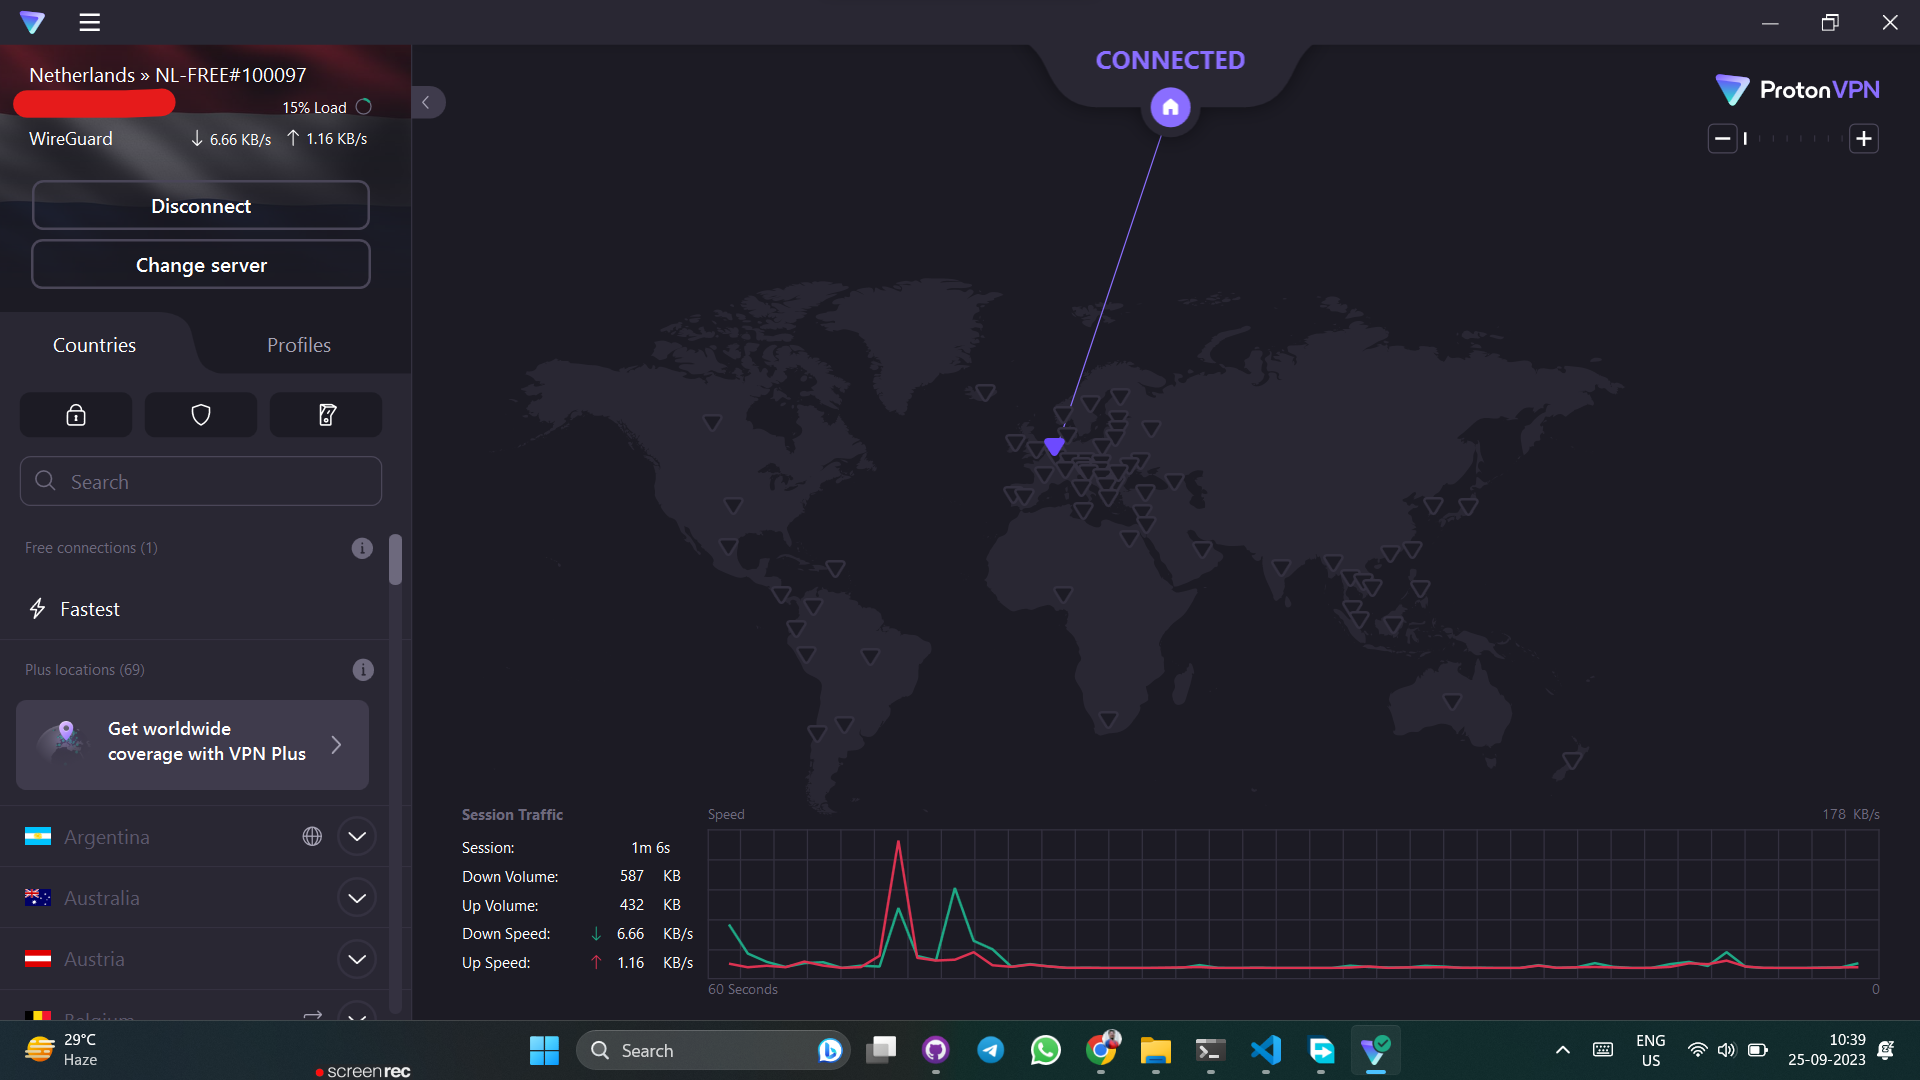 Netherlands » NL-FREE#100097
15% Load
WireGuard
6.66 KB/s
1.16 KB/s
Disconnect
Change server
Countries
Profiles
Search
Free connections (1)
Fastest
Plus locations (69)
Get worldwide
coverage with VPN Plus
Argentina
Australia
Austria
Belgium
CONNECTED
ProtonVPN
Session Traffic
Session: 1m 6s
Down Volume: 587 KB
Up Volume: 432 KB
Down Speed: 6.66 KB/s
Up Speed: 1.16 KB/s
Speed
178 KB/s
60 Seconds
0
29°C
Haze
screenrec
Search
ENG
US
10:39
25-09-2023